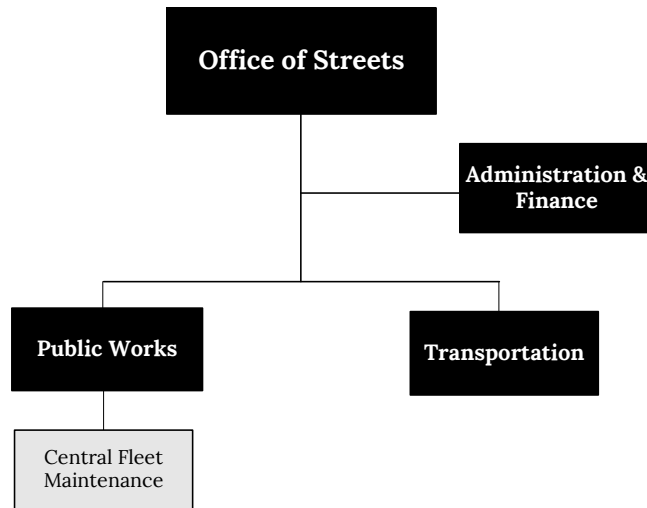 Office of Streets
Administration &
Finance
Public Works
Transportation
Central Fleet
Maintenance